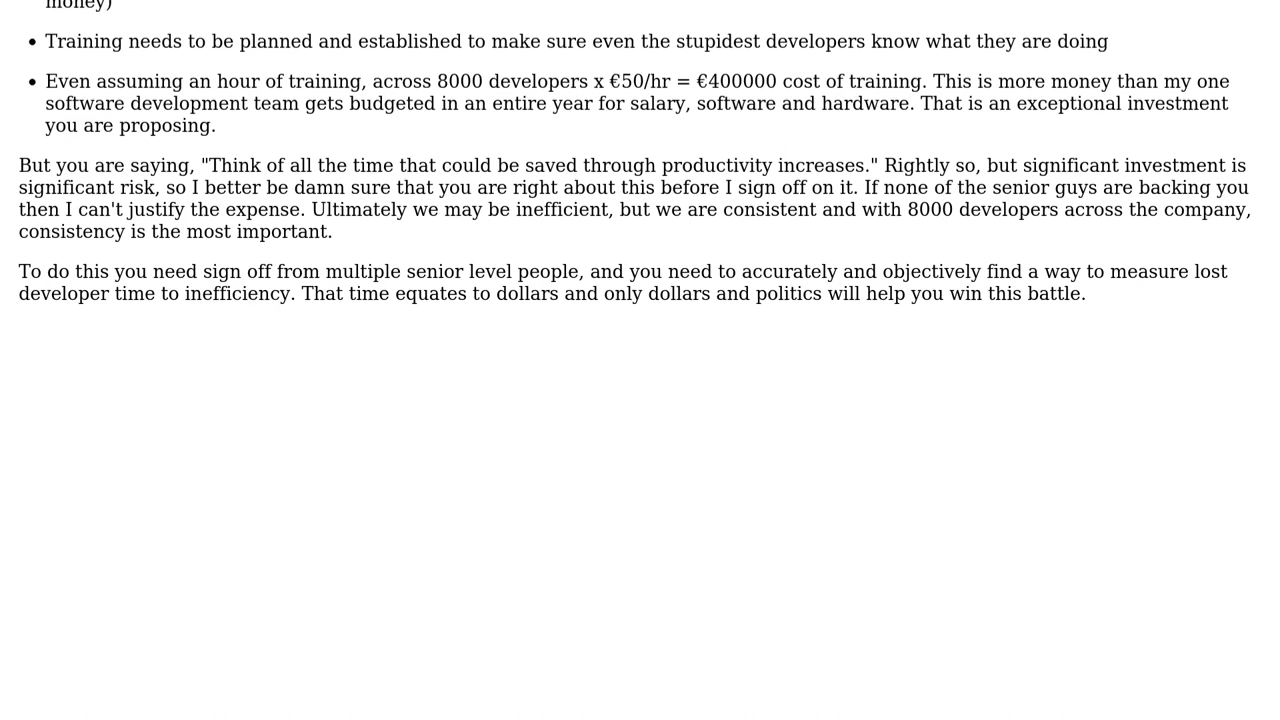 money)
Training needs to be planned and established to make sure even the stupidest developers know what they are doing
Even assuming an hour of training, across 8000 developers x €50/hr = €400000 cost of training. This is more money than my one
software development team gets budgeted in an entire year for salary, software and hardware. That is an exceptional investment
you are proposing.
But you are saying, "Think of all the time that could be saved through productivity increases." Rightly so, but significant investment is
significant risk, so I better be damn sure that you are right about this before I sign off on it. If none of the senior guys are backing you
then I can't justify the expense. Ultimately we may be inefficient, but we are consistent and with 8000 developers across the company,
consistency is the most important.
To do this you need sign off from multiple senior level people, and you need to accurately and objectively find a way to measure lost
developer time to inefficiency. That time equates to dollars and only dollars and politics will help you win this battle.